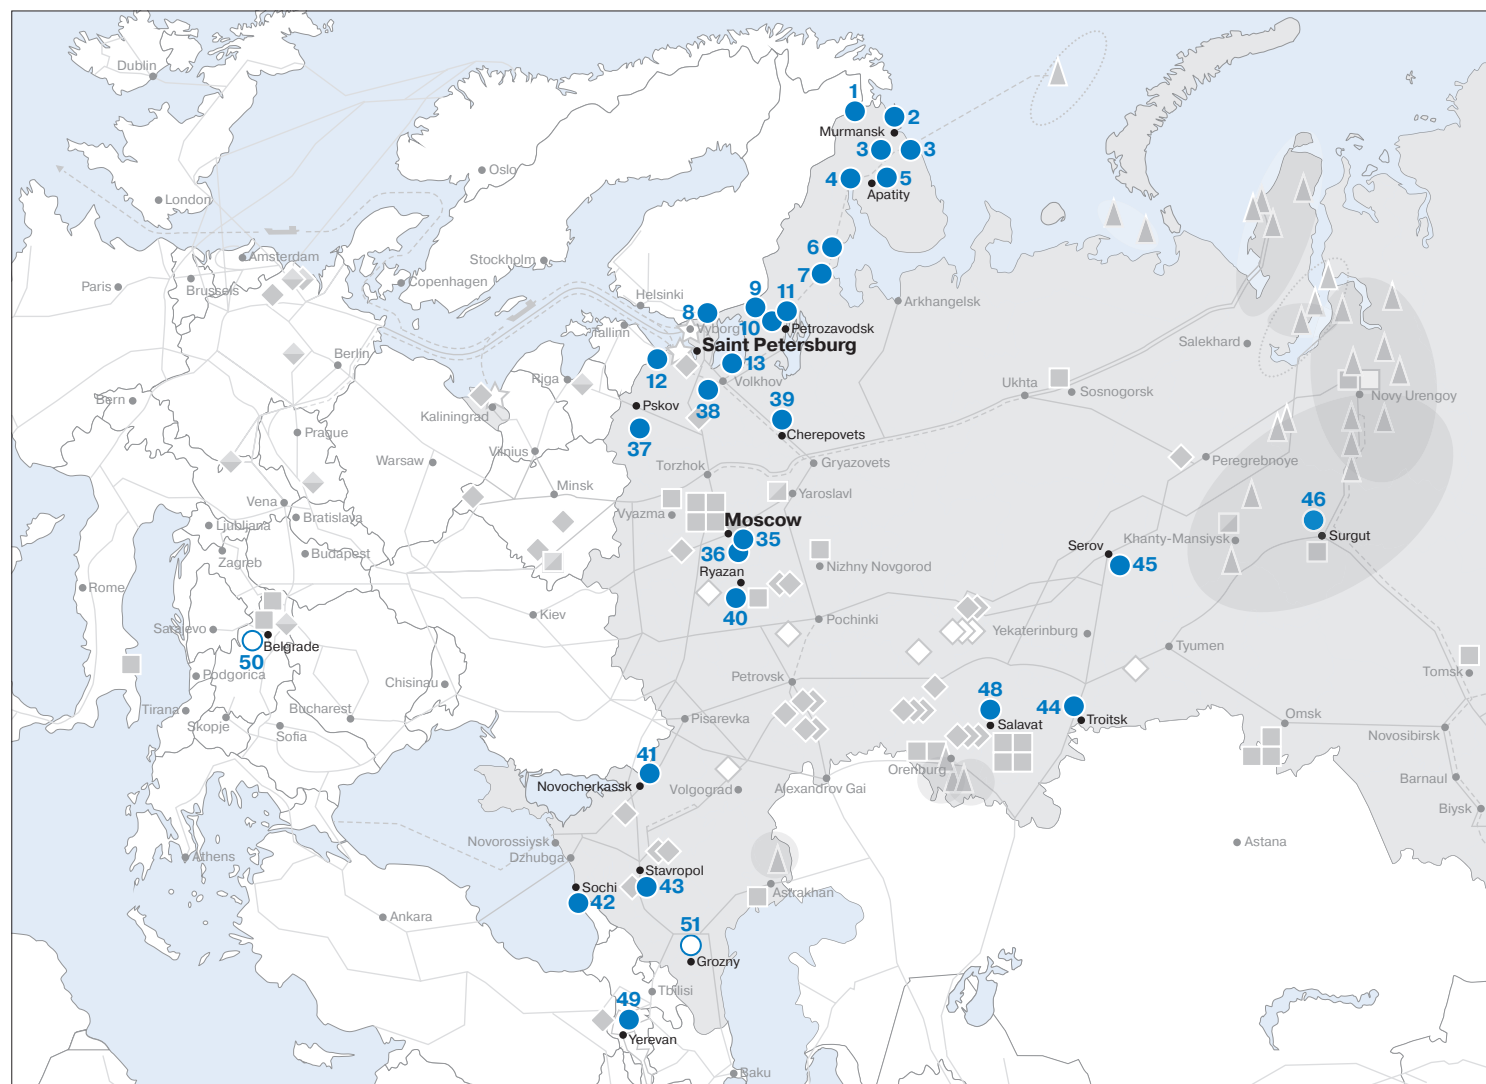 Dublin
1
2
Murmansk
3
3
4
5
Apatity
Oslo
London
6
Stockholm
Amsterdam
7
Paris
Brussels
Copenhagen
Helsinki
9
11
Arkhangelsk
8
Tallinn
Vyborg
10
Petrozavodsk
Saint Petersburg
Salekhard
Berlin
12
13
Riga
Volkhov
Ukhta
Sosnogorsk
Bern
Kaliningrad
Pskov
38
39
Novy Urengoy
37
Cherepovets
Prague
Vilnius
Warsaw
Torzhok
Gryazovets
Peregrebnoye
Minsk
Yaroslavl
Vena
Vyazma
46
Ljubljana
Bratislava
Moscow
35
Surgut
Zagreb
Budapest
36
Serov
Khanty-Mansiysk
45
Ryazan
Nizhny Novgorod
Rome
40
Kiev
Pochinki
Sarajevo
Yekaterinburg
50
Belgrade
Tyumen
Podgorica
Petrovsk
Tomsk
Chisinau
48
44
Tirana
Skopje
Bucharest
Pisarevka
Salavat
Troitsk
Omsk
Sofia
Novosibirsk
41
Orenburg
Novocherkassk
Volgograd
Alexandrov Gai
Barnaul
Biysk
Novorossiysk
Dzhubga
Astana
Athens
Stavropol
Sochi
43
Astrakhan
42
Ankara
51
Grozny
Tbilisi
49
Yerevan
Baku